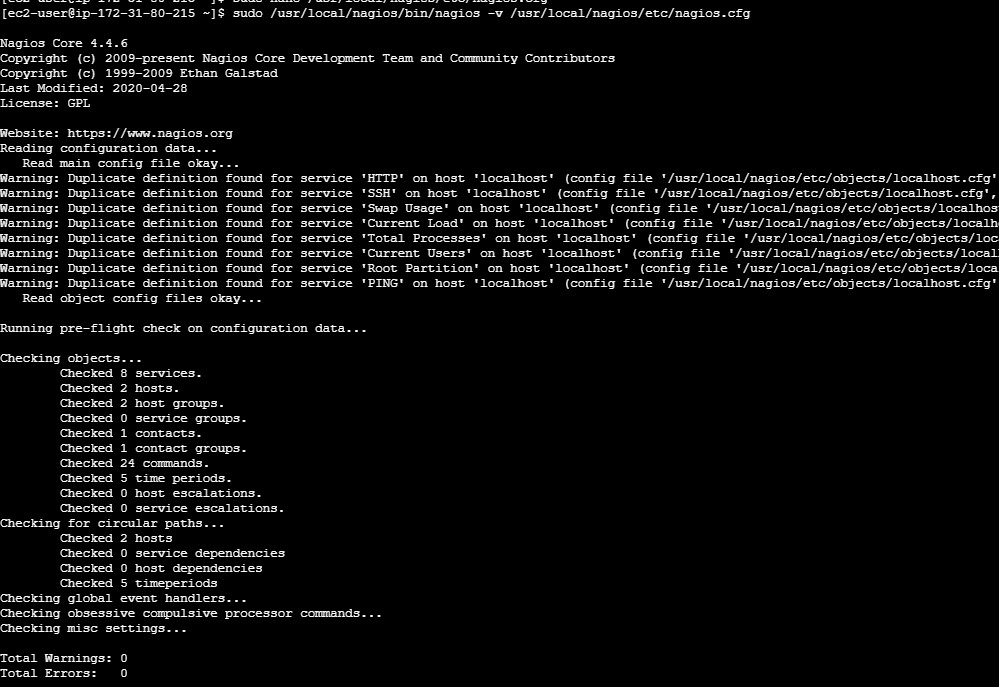 [ec2-user@ip-172-31-80-215 ~]$ sudo nano /usr/local/nagios/etc/nagios.cfg
[ec2-user@ip-172-31-80-215 ~]$ sudo /usr/local/nagios/bin/nagios -v /usr/local/nagios/etc/nagios.cfg
Nagios Core 4.4.6
Copyright (c) 2009-present Nagios Core Development Team and Community Contributors
Copyright (c) 1999-2009 Ethan Galstad
Last Modified: 2020-04-28
License: GPL
Website: https://www.nagios.org
Reading configuration data...
Read main config file okay...
Warning: Duplicate definition found for service 'HTTP' on host 'localhost' (config file '/usr/local/nagios/etc/objects/localhost.cfg'
Warning: Duplicate definition found for service 'SSH' on host 'localhost' (config file '/usr/local/nagios/etc/objects/localhost.cfg',
Warning: Duplicate definition found for service 'Swap Usage' on host 'localhost' (config file '/usr/local/nagios/etc/objects/localhos
Warning: Duplicate definition found for service 'Current Load' on host 'localhost' (config file '/usr/local/nagios/etc/objects/localh
Warning: Duplicate definition found for service 'Total Processes' on host 'localhost' (config file '/usr/local/nagios/etc/objects/loc
Warning: Duplicate definition found for service 'Current Users' on host 'localhost' (config file '/usr/local/nagios/etc/objects/local
Warning: Duplicate definition found for service 'Root Partition' on host 'localhost' (config file '/usr/local/nagios/etc/objects/loca
Warning: Duplicate definition found for service 'PING' on host 'localhost' (config file '/usr/local/nagios/etc/objects/localhost.cfg'
Read object config files okay...
Running pre-flight check on configuration data...
Checking objects...
Checked 8 services.
Checked 2 hosts.
Checked 2 host groups.
Checked 0 service groups.
Checked 1 contacts.
Checked 1 contact groups.
Checked 24 commands.
Checked 5 time periods.
Checked 0 host escalations.
Checked 0 service escalations.
Checking for circular paths...
Checked 2 hosts
Checked 0 service dependencies
Checked 0 host dependencies
Checked 5 timeperiods
Checking global event handlers...
Checking obsessive compulsive processor commands...
Checking misc settings...
Total Warnings: 0
Total Errors: 0